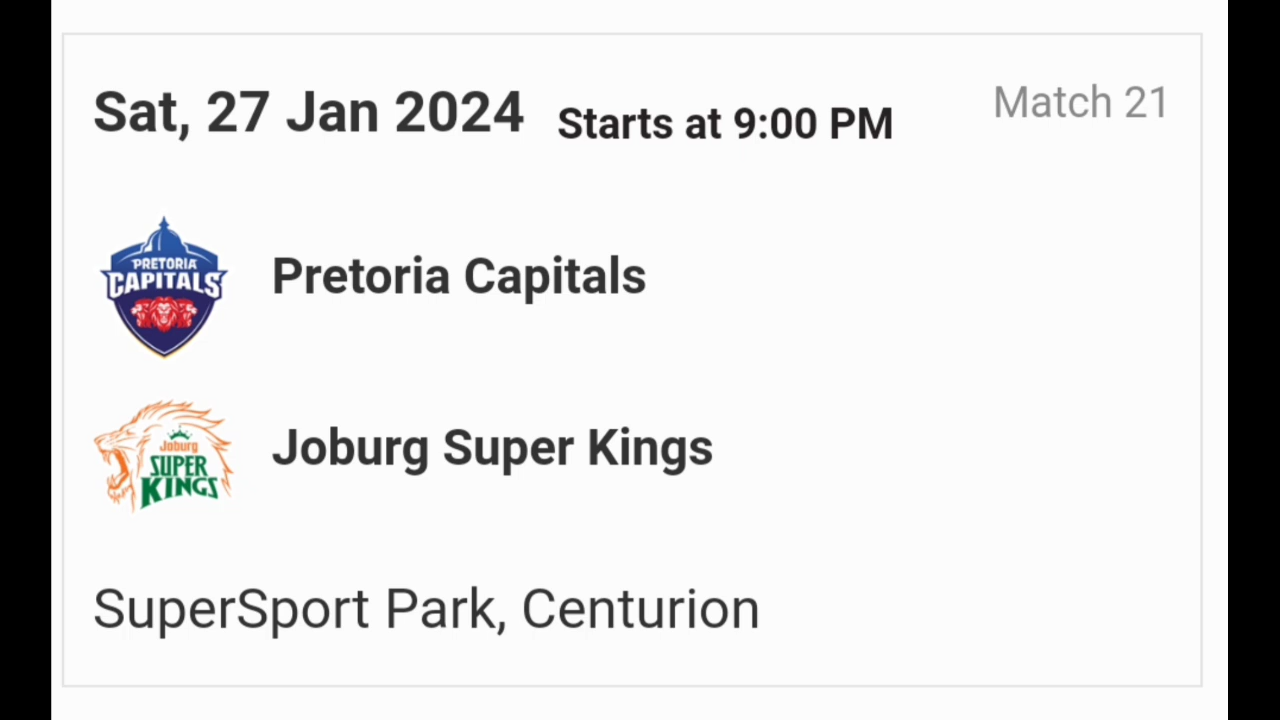 Sat, 27 Jan 2024 Starts at 9:00 PM Match 21
PRETORIA
CAPITALS
Pretoria Capitals
Joburg
SUPER
KINGS
Joburg Super Kings
SuperSport Park, Centurion